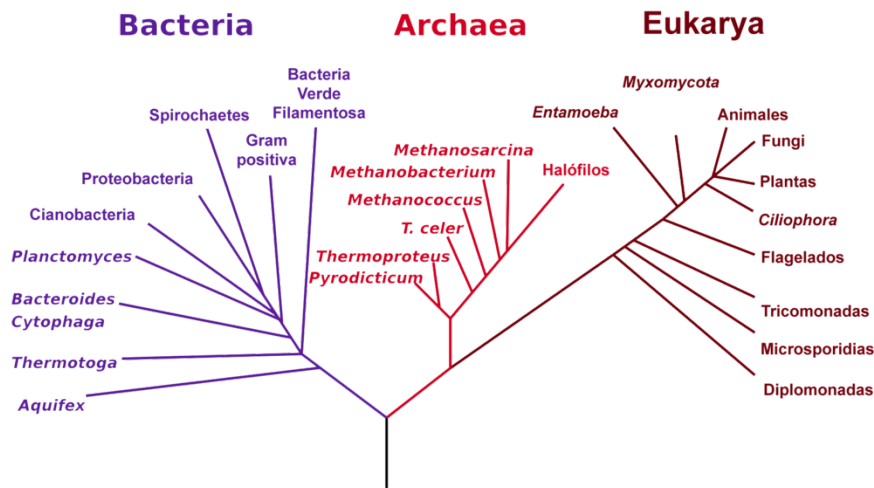 Bacteria
Archaea
Eukarya
Bacteria
Verde
Filamentosa
Spirochaetes
Gram
positiva
Proteobacteria
Cianobacteria
Planctomyces
Bacteroides
Cytophaga
Thermotoga
Aquifex
Methanosarcina
Methanobacterium
Halófilos
Methanococcus
T. celer
Thermoproteus
Pyrodicticum
Myxomycota
Entamoeba
Animales
Fungi
Plantas
Ciliophora
Flagelados
Tricomonadas
Microsporidias
Diplomonadas